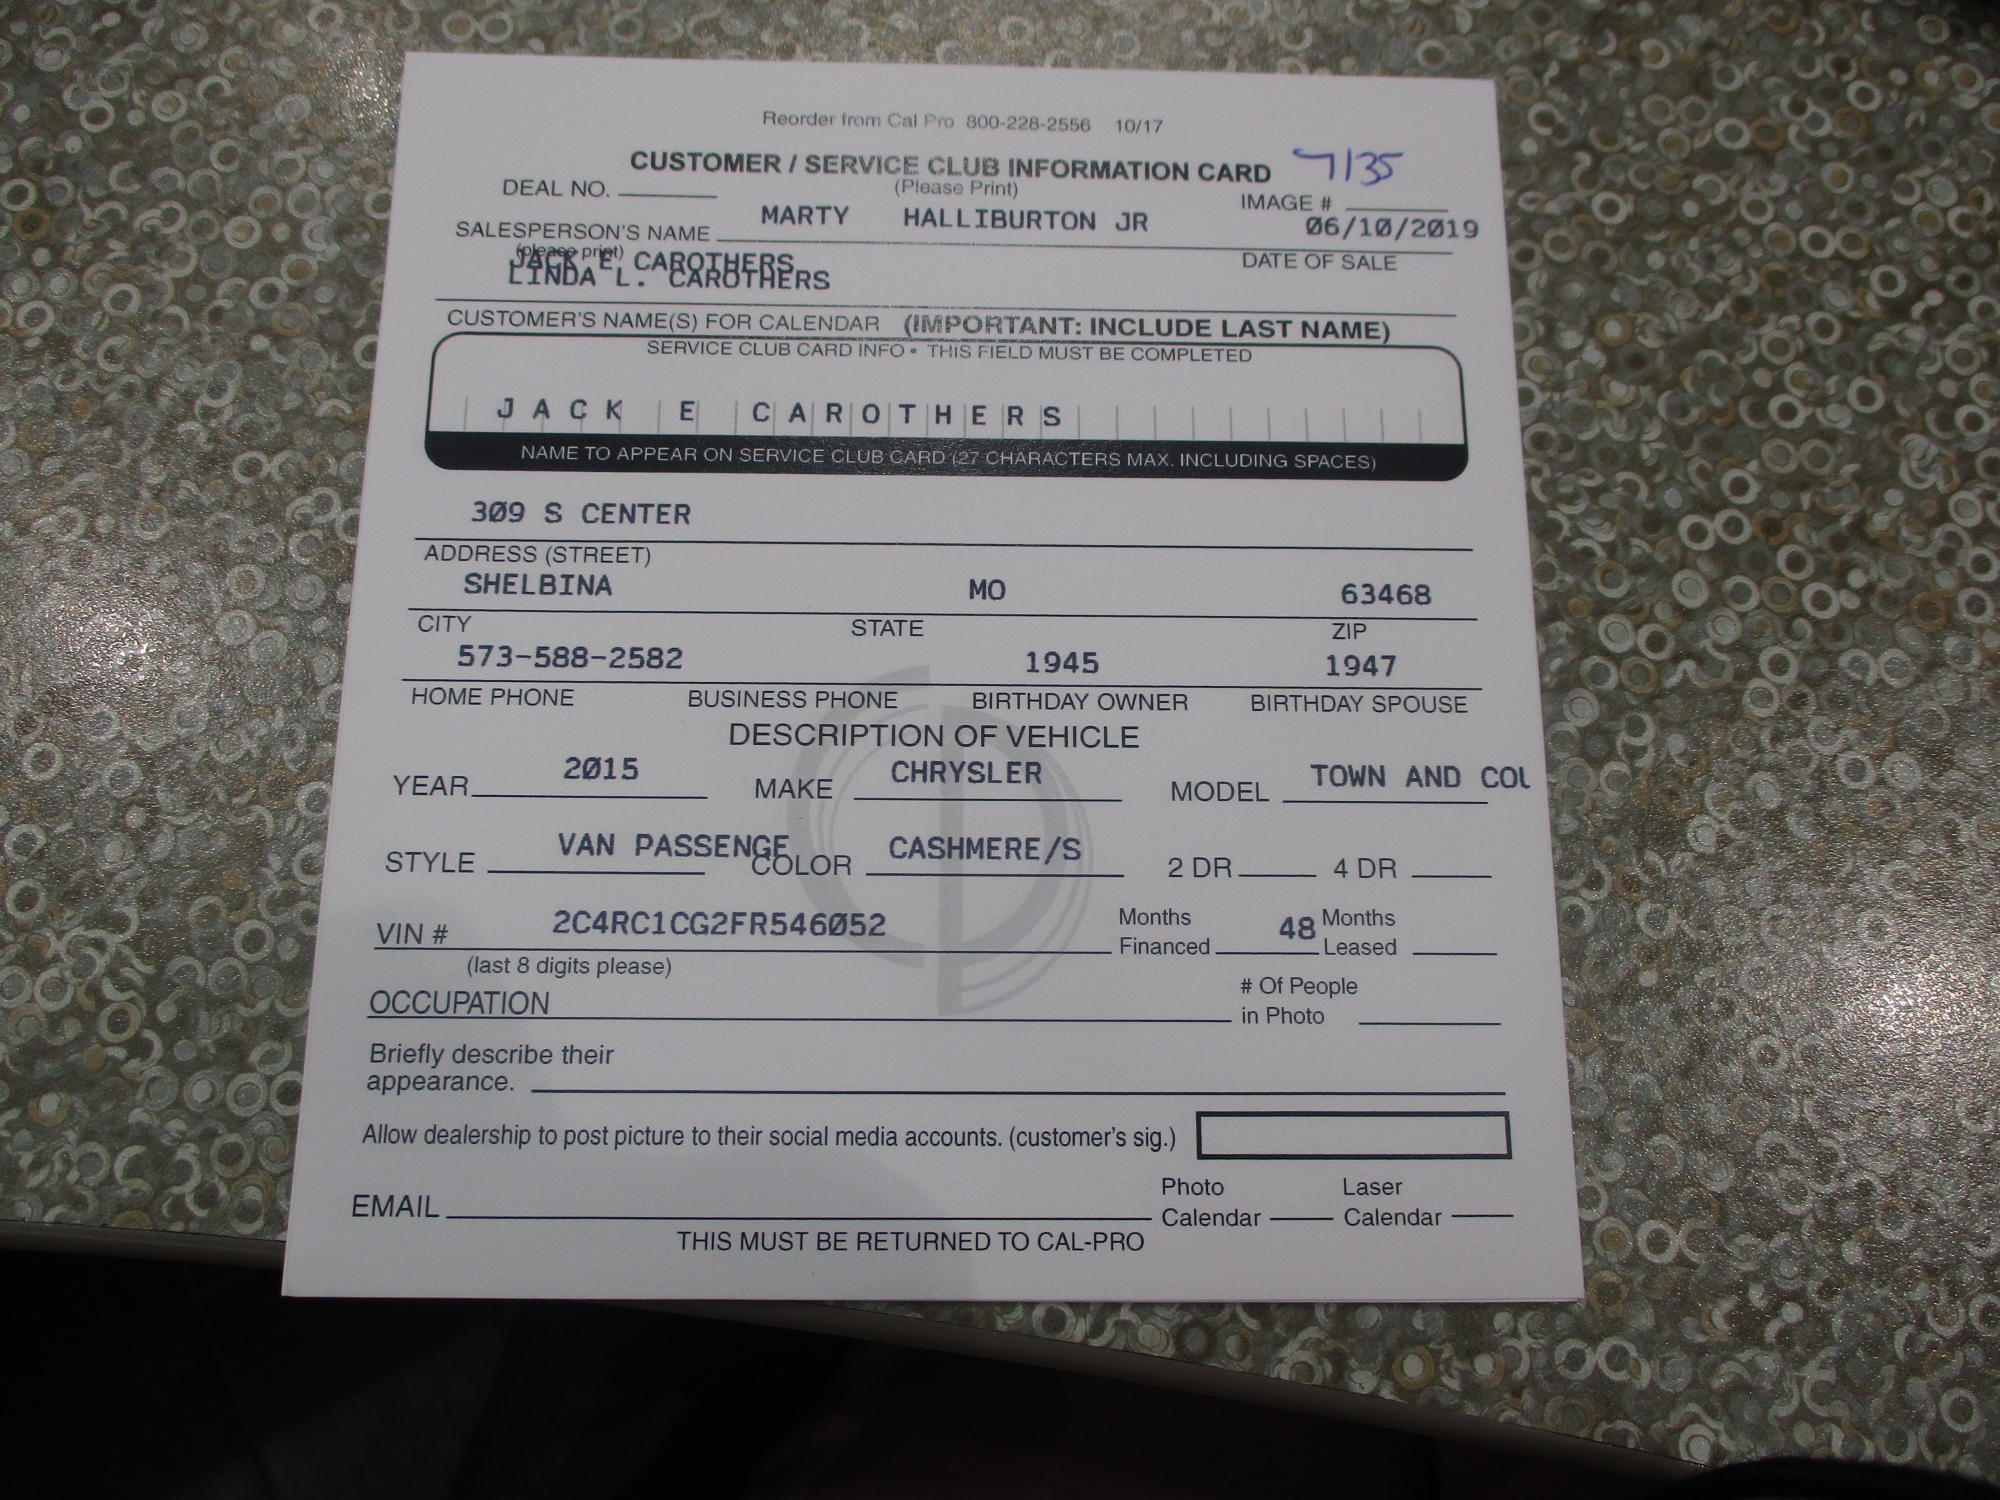 Reorder from Cal Pro 800-228-2556 10/17
CUSTOMER / SERVICE CLUB INFORMATION CARD 7135
DEAL NO. (Please Print) IMAGE #
SALESPERSON'S NAME MARTY HALLIBURTON JR 06/10/2019
(please print) DATE OF SALE
JACK E CAROTHERS
LINDA L. CAROTHERS
CUSTOMER'S NAME(S) FOR CALENDAR (IMPORTANT: INCLUDE LAST NAME)
SERVICE CLUB CARD INFO • THIS FIELD MUST BE COMPLETED
JACK E CAROTHERS
NAME TO APPEAR ON SERVICE CLUB CARD (27 CHARACTERS MAX. INCLUDING SPACES)
309 S CENTER
ADDRESS (STREET)
SHELBINA MO 63468
CITY STATE ZIP
573-588-2582 1945 1947
HOME PHONE BUSINESS PHONE BIRTHDAY OWNER BIRTHDAY SPOUSE
DESCRIPTION OF VEHICLE
YEAR 2015 MAKE CHRYSLER MODEL TOWN AND COU
STYLE VAN PASSENGE COLOR CASHMERE/S 2 DR 4 DR
VIN # 2C4RC1CG2FR546052 Months Financed 48 Months Leased
(last 8 digits please)
OCCUPATION # Of People in Photo
Briefly describe their
appearance.
Allow dealership to post picture to their social media accounts. (customer's sig.)
EMAIL Photo Calendar Laser Calendar
THIS MUST BE RETURNED TO CAL-PRO